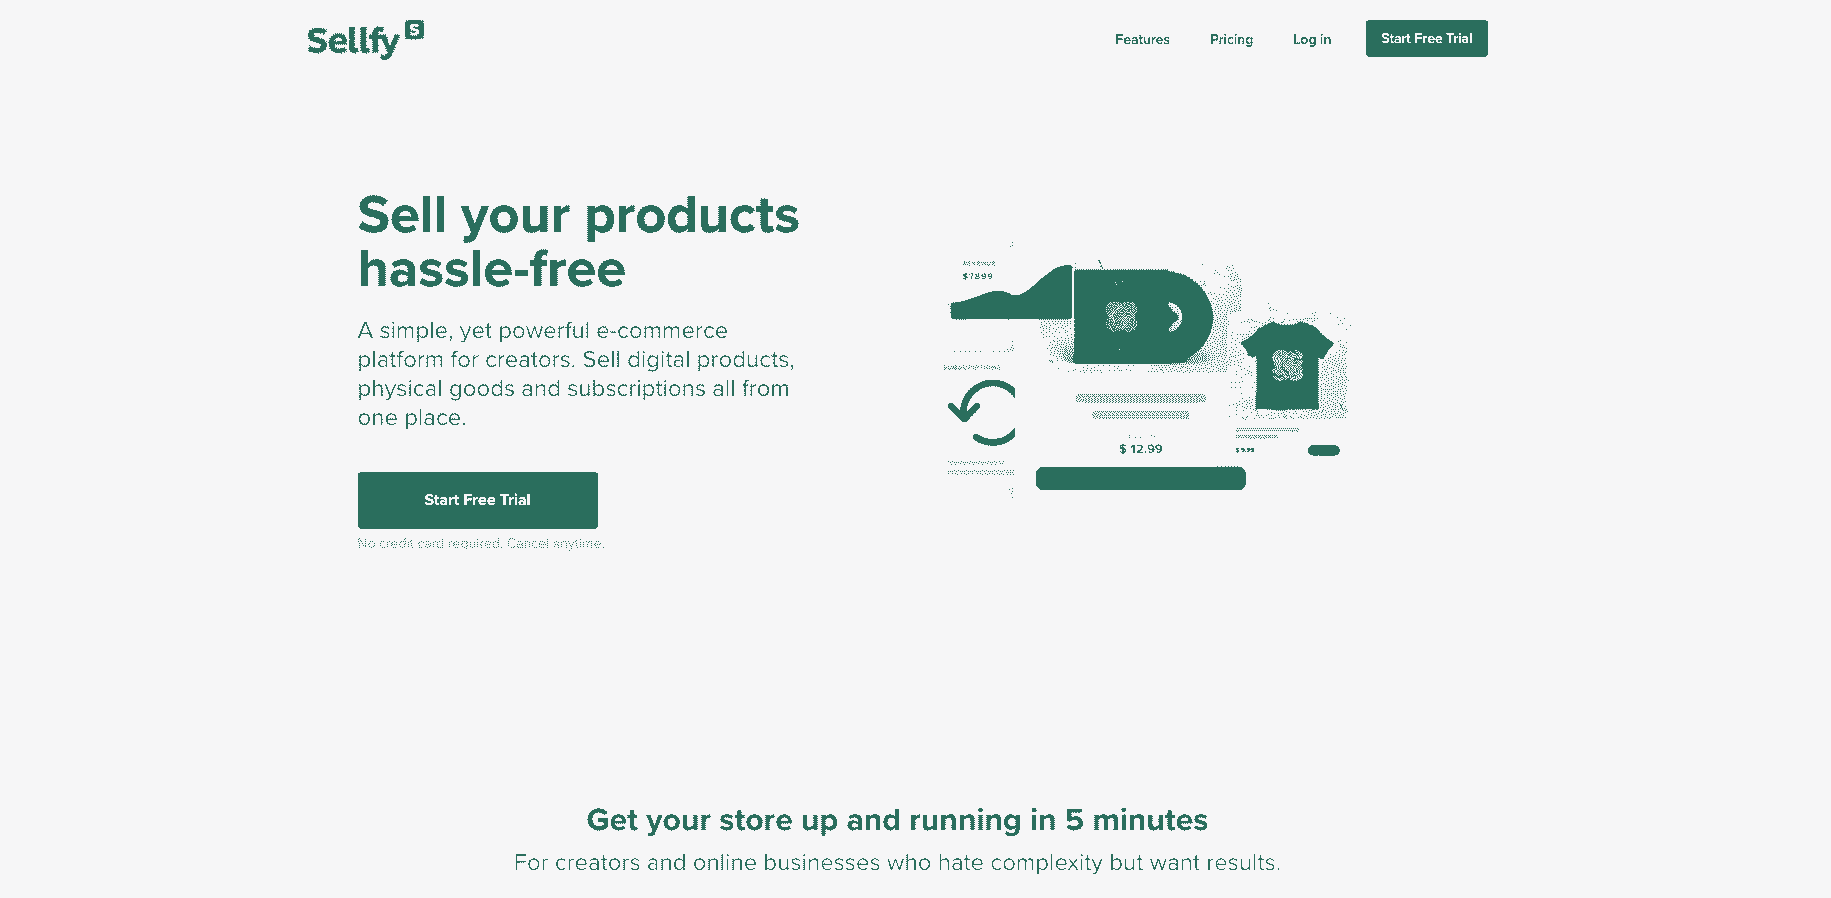 Sellfy S
Features Pricing Log in Start Free Trial
Sell your products
hassle-free
A simple, yet powerful e-commerce
platform for creators. Sell digital products,
physical goods and subscriptions all from
one place.
Start Free Trial
No credit card required. Cancel anytime.
REVENUE
$7899
$ 12.99
$ 9.99
Get your store up and running in 5 minutes
For creators and online businesses who hate complexity but want results.